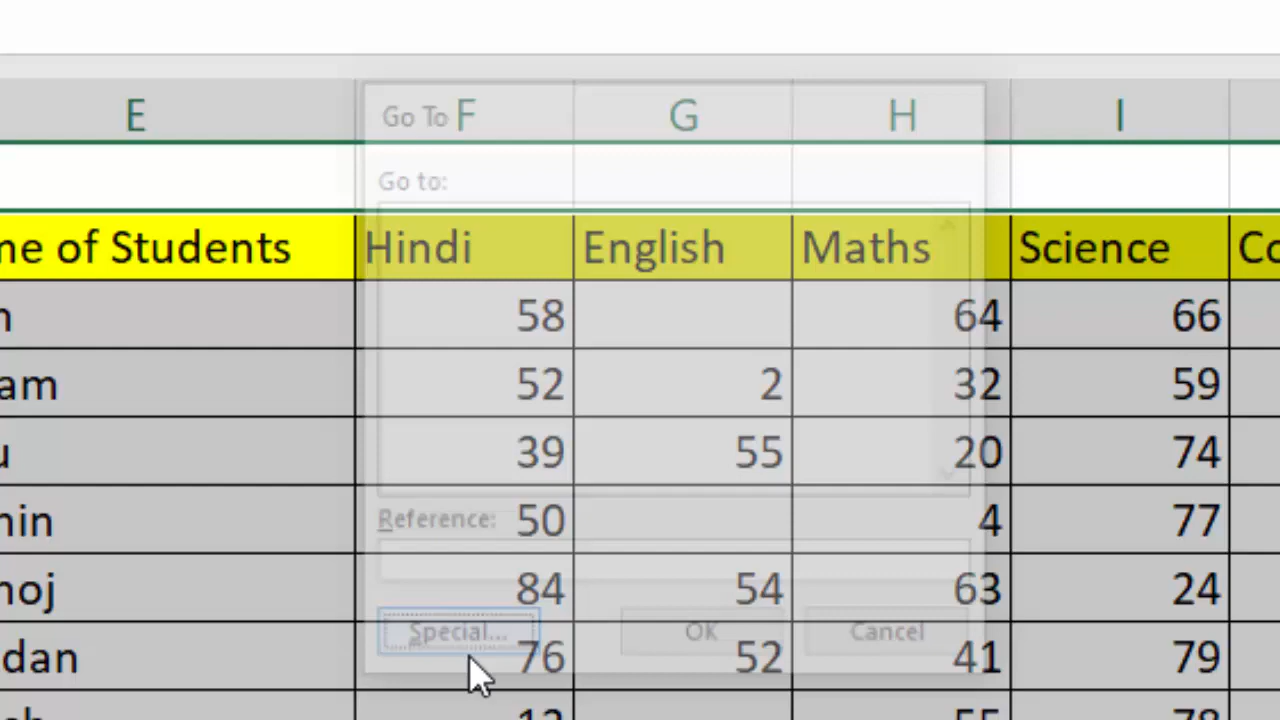 E F G H I
Go To
Go to:
me of Students Hindi English Maths Science Co
58 64 66
am 52 2 32 59
39 55 20 74
Reference:
min 50 4 77
noj 84 54 63 24
Special... OK Cancel
dan 76 52 41 79